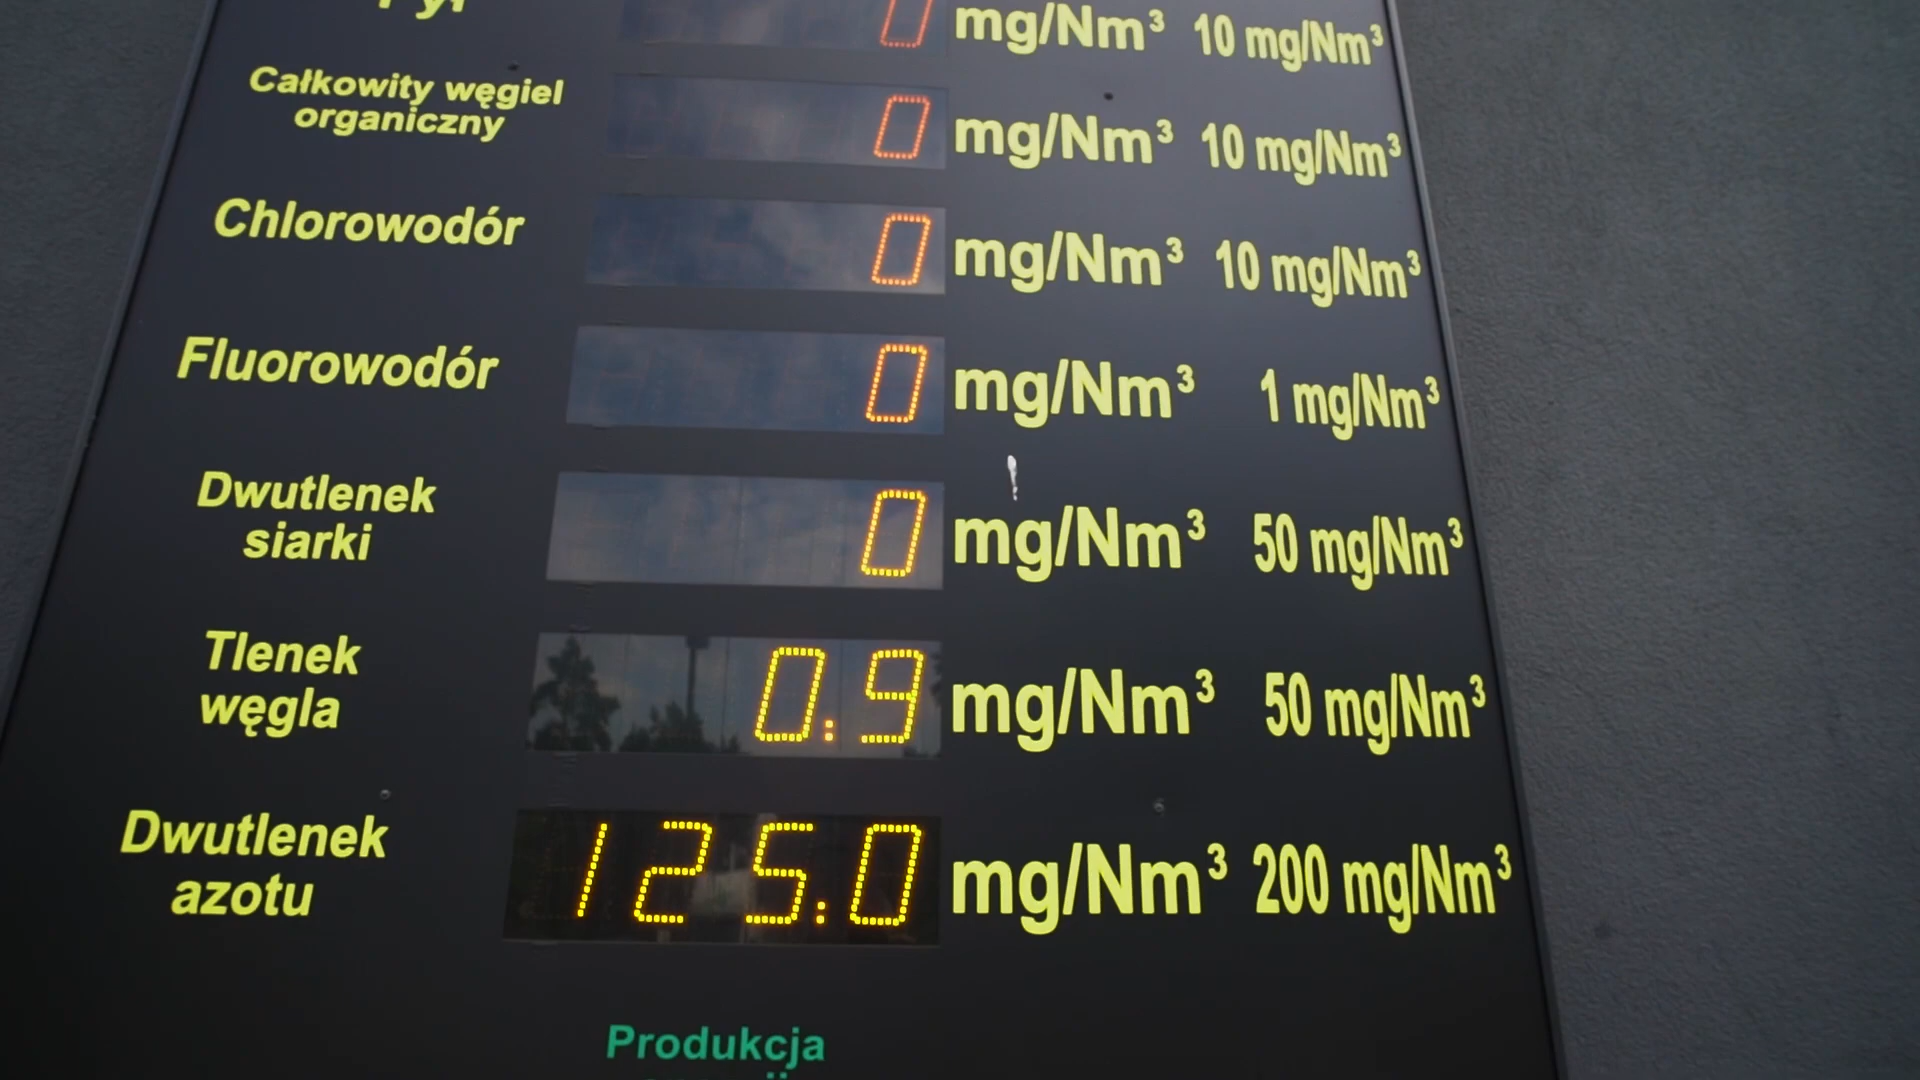 Pył 0 mg/Nm³ 10 mg/Nm³
Całkowity węgiel
organiczny 0 mg/Nm³ 10 mg/Nm³
Chlorowodór 0 mg/Nm³ 10 mg/Nm³
Fluorowodór 0 mg/Nm³ 1 mg/Nm³
Dwutlenek
siarki 0 mg/Nm³ 50 mg/Nm³
Tlenek
węgla 0.9 mg/Nm³ 50 mg/Nm³
Dwutlenek
azotu 125.0 mg/Nm³ 200 mg/Nm³
Produkcja